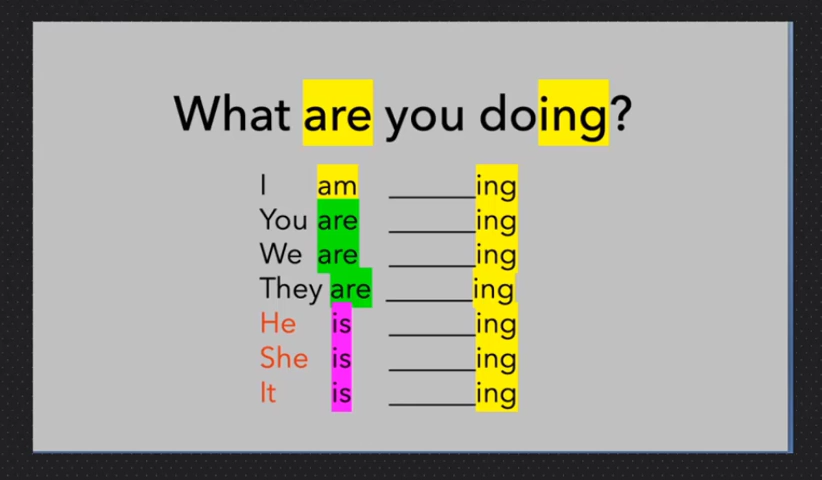 What are you doing?
I am ______ing
You are ______ing
We are ______ing
They are ______ing
He is ______ing
She is ______ing
It is ______ing